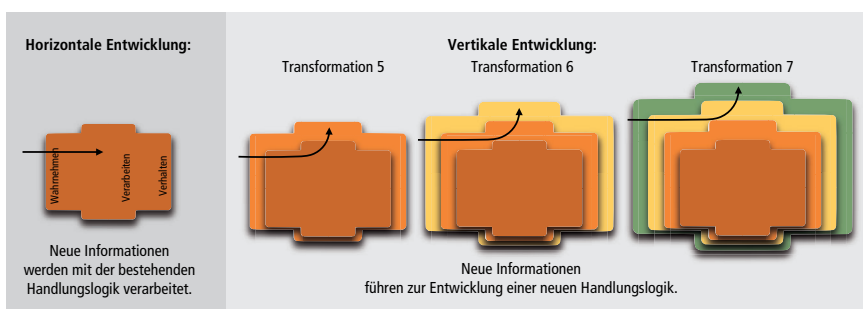 Horizontale Entwicklung:
Wahrnehmen
Verarbeiten
Verhalten
Neue Informationen
werden mit der bestehenden
Handlungslogik verarbeitet.
Vertikale Entwicklung:
Transformation 5
Transformation 6
Transformation 7
Neue Informationen
führen zur Entwicklung einer neuen Handlungslogik.